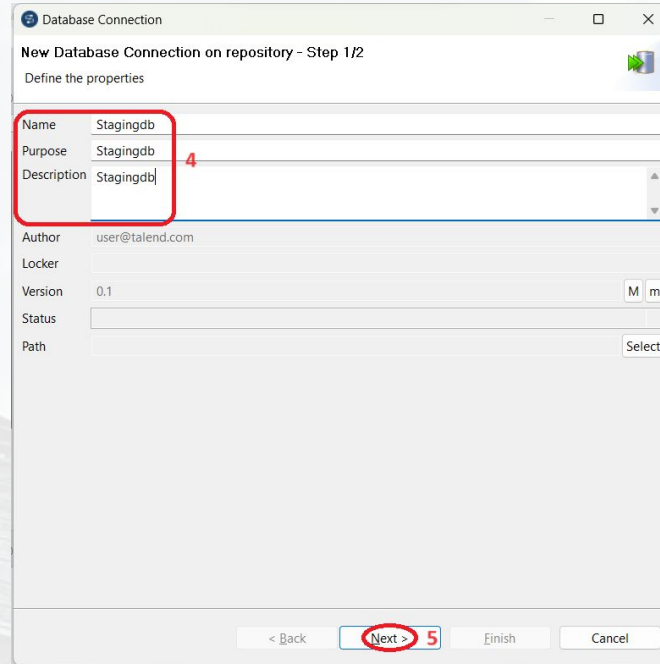 Database Connection
New Database Connection on repository - Step 1/2
Define the properties
Name Stagingdb
Purpose Stagingdb
4
Description Stagingdb
Author user@talend.com
Locker
Version 0.1 M m
Status
Path Select
< Back Next > 5 Finish Cancel